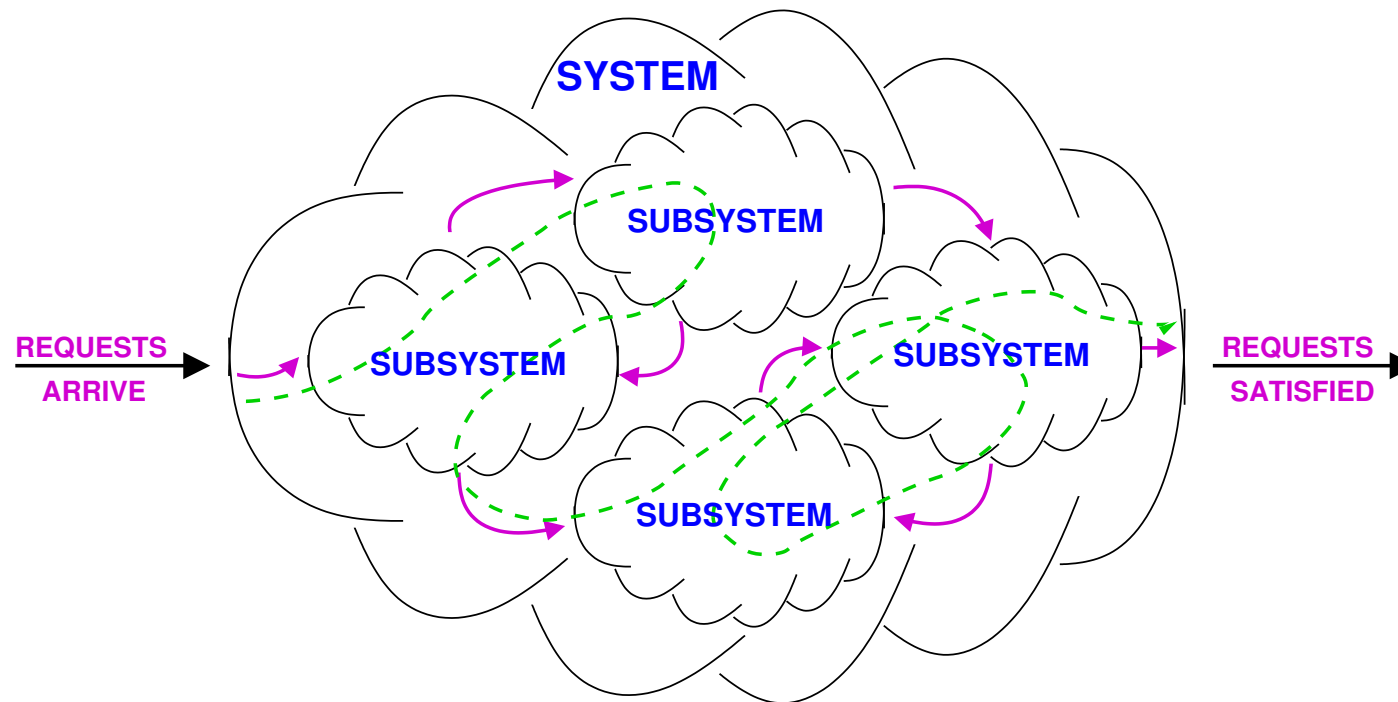 SYSTEM
SUBSYSTEM
REQUESTS
ARRIVE
SUBSYSTEM
SUBSYSTEM
REQUESTS
SATISFIED
SUBSYSTEM